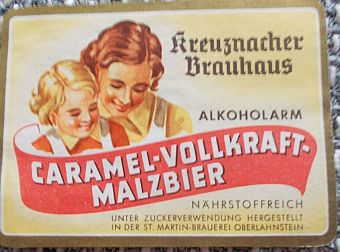 Kreuznacher
Brauhaus
ALKOHOLARM
CARAMEL-VOLLKRAFT-
MALZBIER
NÄHRSTOFFREICH
UNTER ZUCKERVERWENDUNG HERGESTELLT
IN DER ST. MARTIN-BRAUEREI OBERLAHNSTEIN